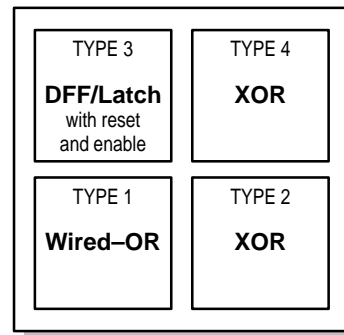 TYPE 3
DFF/Latch
with reset
and enable
TYPE 4
XOR
TYPE 1
Wired–OR
TYPE 2
XOR